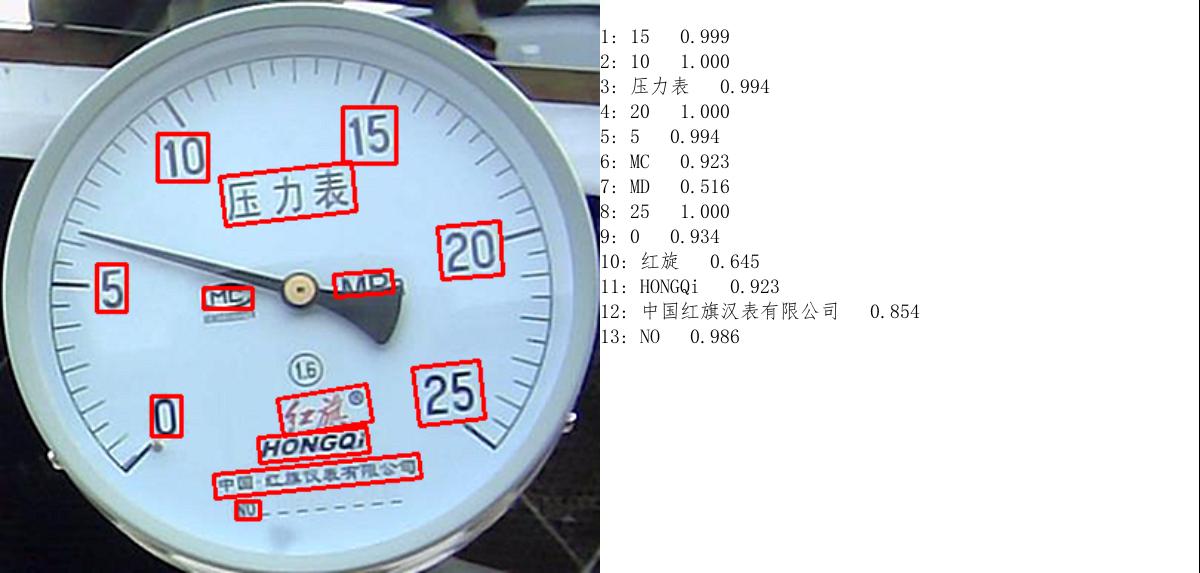 15
10
压力表
20
5
MC
25
1.6
0
红旗®
HONGQi
中国·红旗仪表有限公司
NO
1: 15 0.999
2: 10 1.000
3: 压力表 0.994
4: 20 1.000
5: 5 0.994
6: MC 0.923
7: MD 0.516
8: 25 1.000
9: 0 0.934
10: 红旋 0.645
11: HONGQi 0.923
12: 中国红旗汉表有限公司 0.854
13: NO 0.986